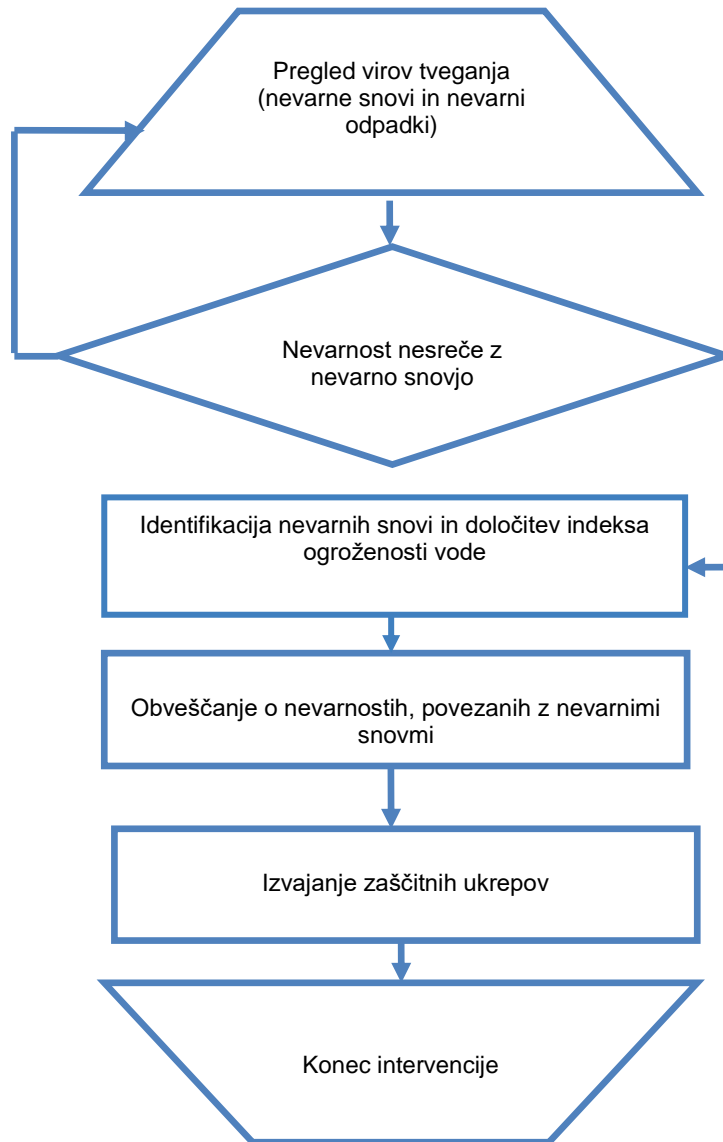 Pregled virov tveganja
(nevarne snovi in nevarni
odpadki)
Nevarnost nesreče z
nevarno snovjo
Identifikacija nevarnih snovi in določitev indeksa
ogroženosti vode
Obveščanje o nevarnostih, povezanih z nevarnimi
snovmi
Izvajanje zaščitnih ukrepov
Konec intervencije